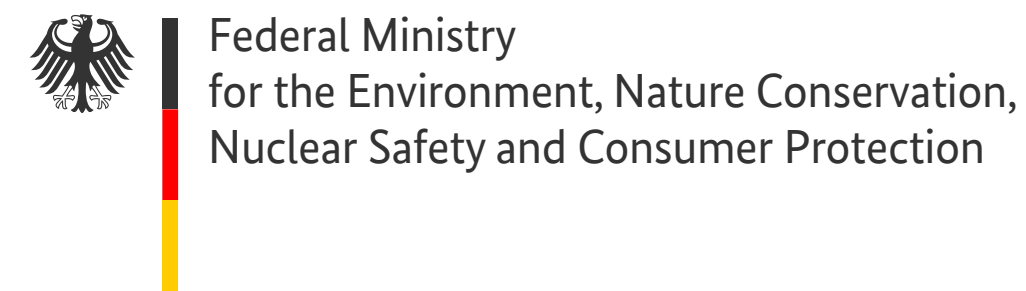 Federal Ministry
for the Environment, Nature Conservation,
Nuclear Safety and Consumer Protection